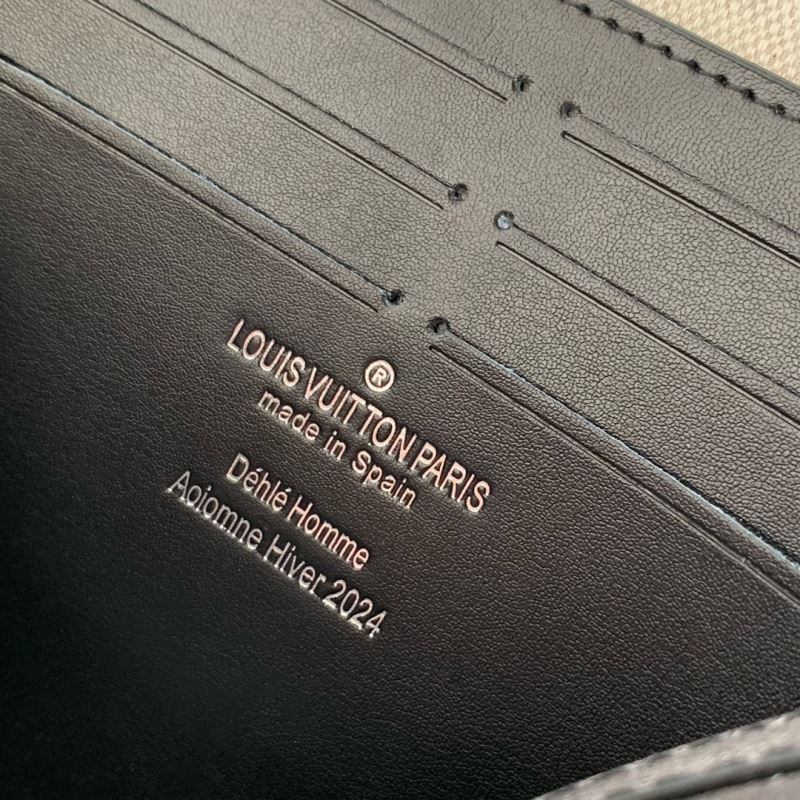 ®
LOUIS VUITTON PARIS
made in Spain
Déhlé Homme
Aoiomne Hiver 2024